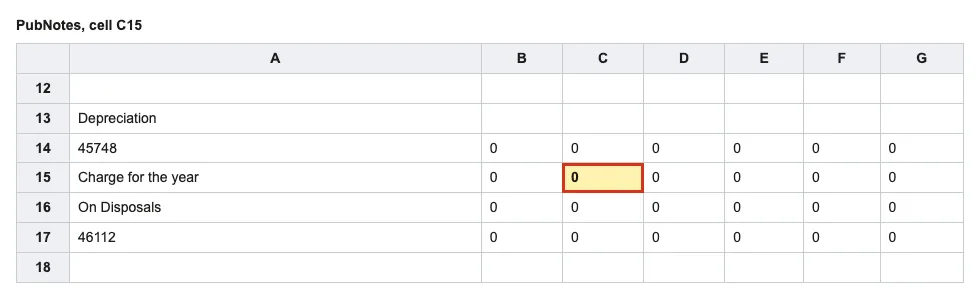 PubNotes, cell C15
A B C D E F G
12
13 Depreciation
14 45748 0 0 0 0 0 0
15 Charge for the year 0 0 0 0 0 0
16 On Disposals 0 0 0 0 0 0
17 46112 0 0 0 0 0 0
18